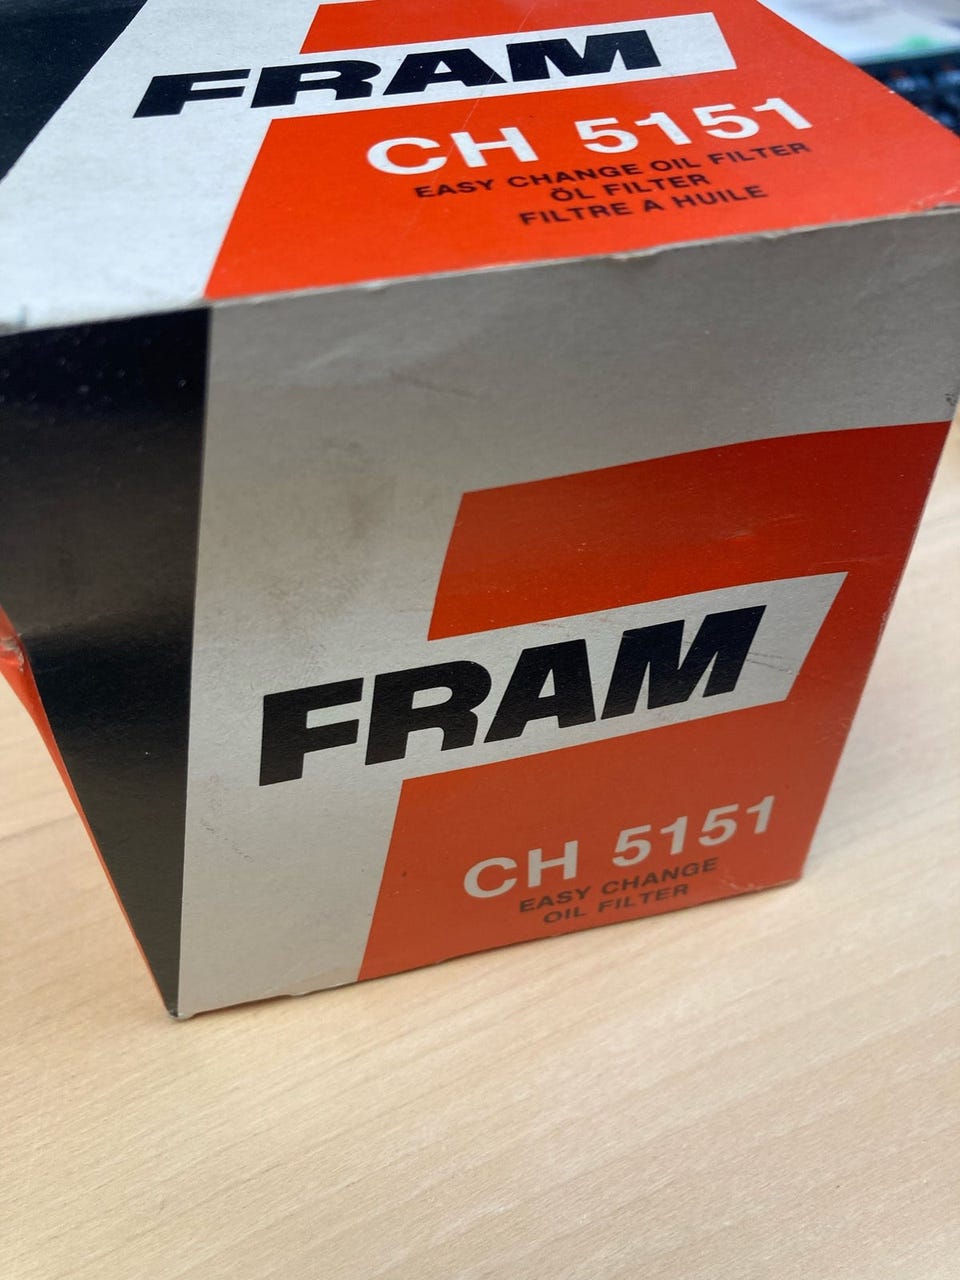 FRAM
CH 5151
EASY CHANGE OIL FILTER
ÖL FILTER
FILTRE A HUILE
FRAM
CH 5151
EASY CHANGE
OIL FILTER